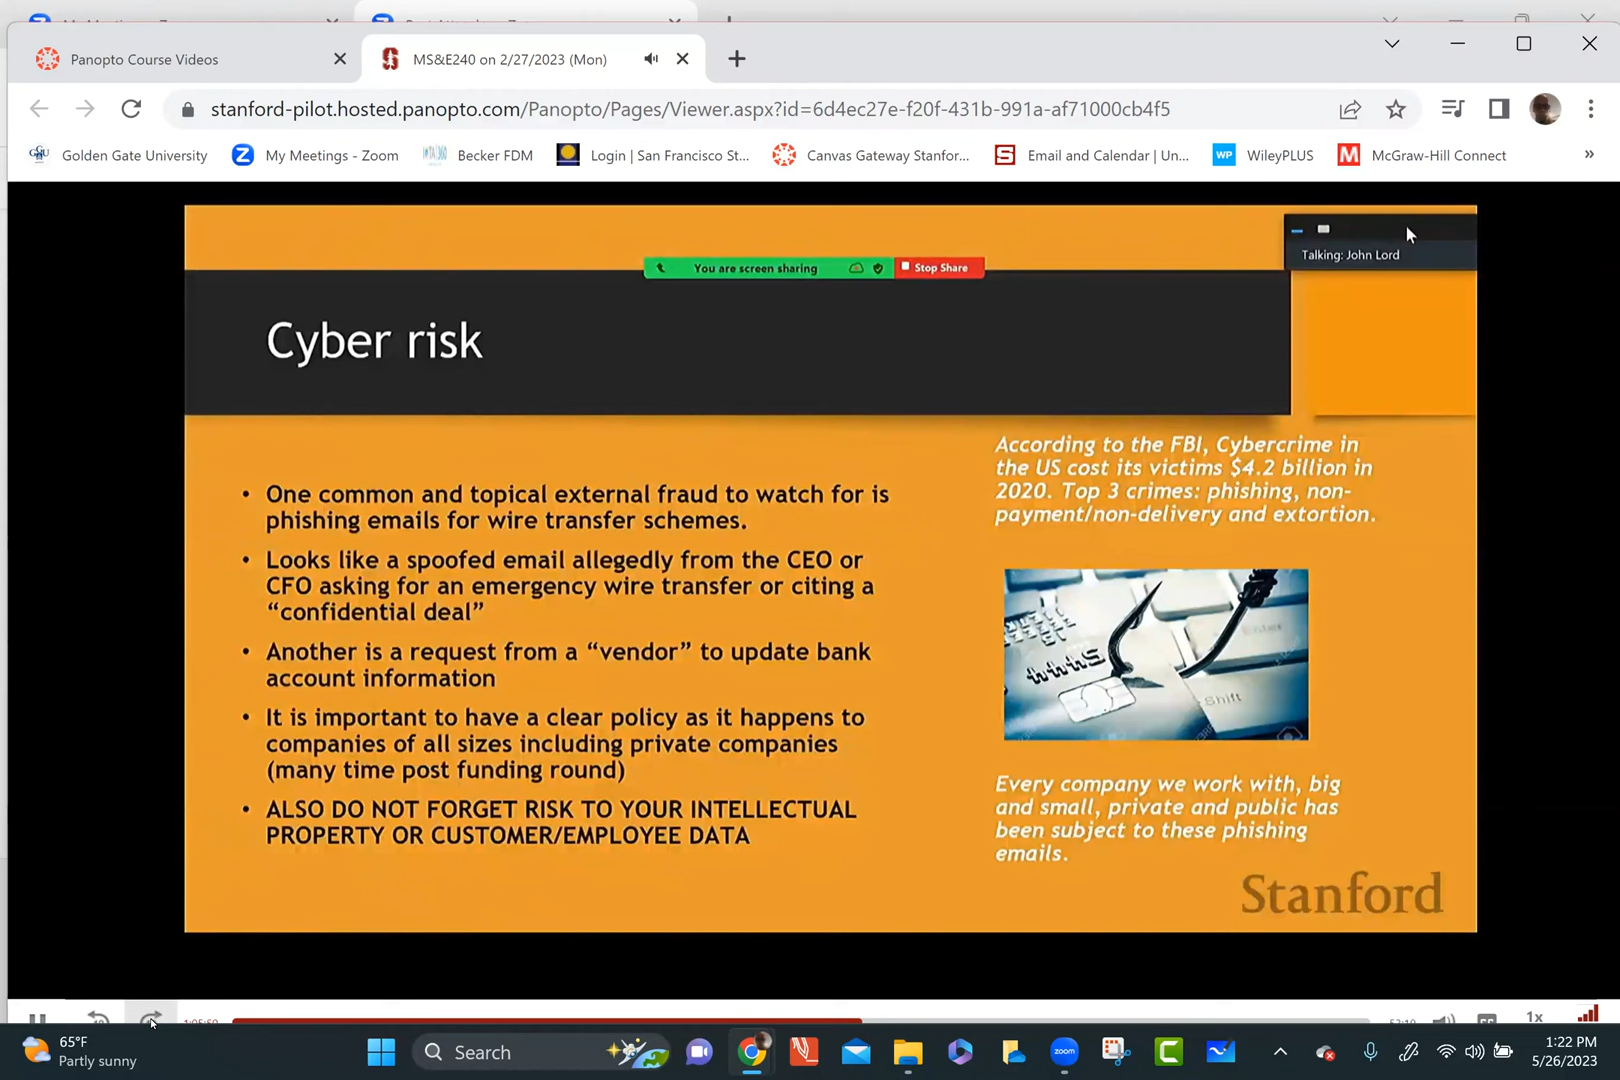 Panopto Course Videos
MS&E240 on 2/27/2023 (Mon)
stanford-pilot.hosted.panopto.com/Panopto/Pages/Viewer.aspx?id=6d4ec27e-f20f-431b-991a-af71000cb4f5
Golden Gate University
My Meetings - Zoom
Becker FDM
Login | San Francisco St...
Canvas Gateway Stanfor...
Email and Calendar | Un...
WP
WileyPLUS
McGraw-Hill Connect
You are screen sharing
Stop Share
Talking: John Lord
Cyber risk
• One common and topical external fraud to watch for is
phishing emails for wire transfer schemes.
• Looks like a spoofed email allegedly from the CEO or
CFO asking for an emergency wire transfer or citing a
“confidential deal”
• Another is a request from a “vendor” to update bank
account information
• It is important to have a clear policy as it happens to
companies of all sizes including private companies
(many time post funding round)
• ALSO DO NOT FORGET RISK TO YOUR INTELLECTUAL
PROPERTY OR CUSTOMER/EMPLOYEE DATA
According to the FBI, Cybercrime in
the US cost its victims $4.2 billion in
2020. Top 3 crimes: phishing, non-
payment/non-delivery and extortion.
Enter
Shift
Every company we work with, big
and small, private and public has
been subject to these phishing
emails.
Stanford
1:05:50
53:10
1x
65°F
Partly sunny
Search
zoom
1:22 PM
5/26/2023